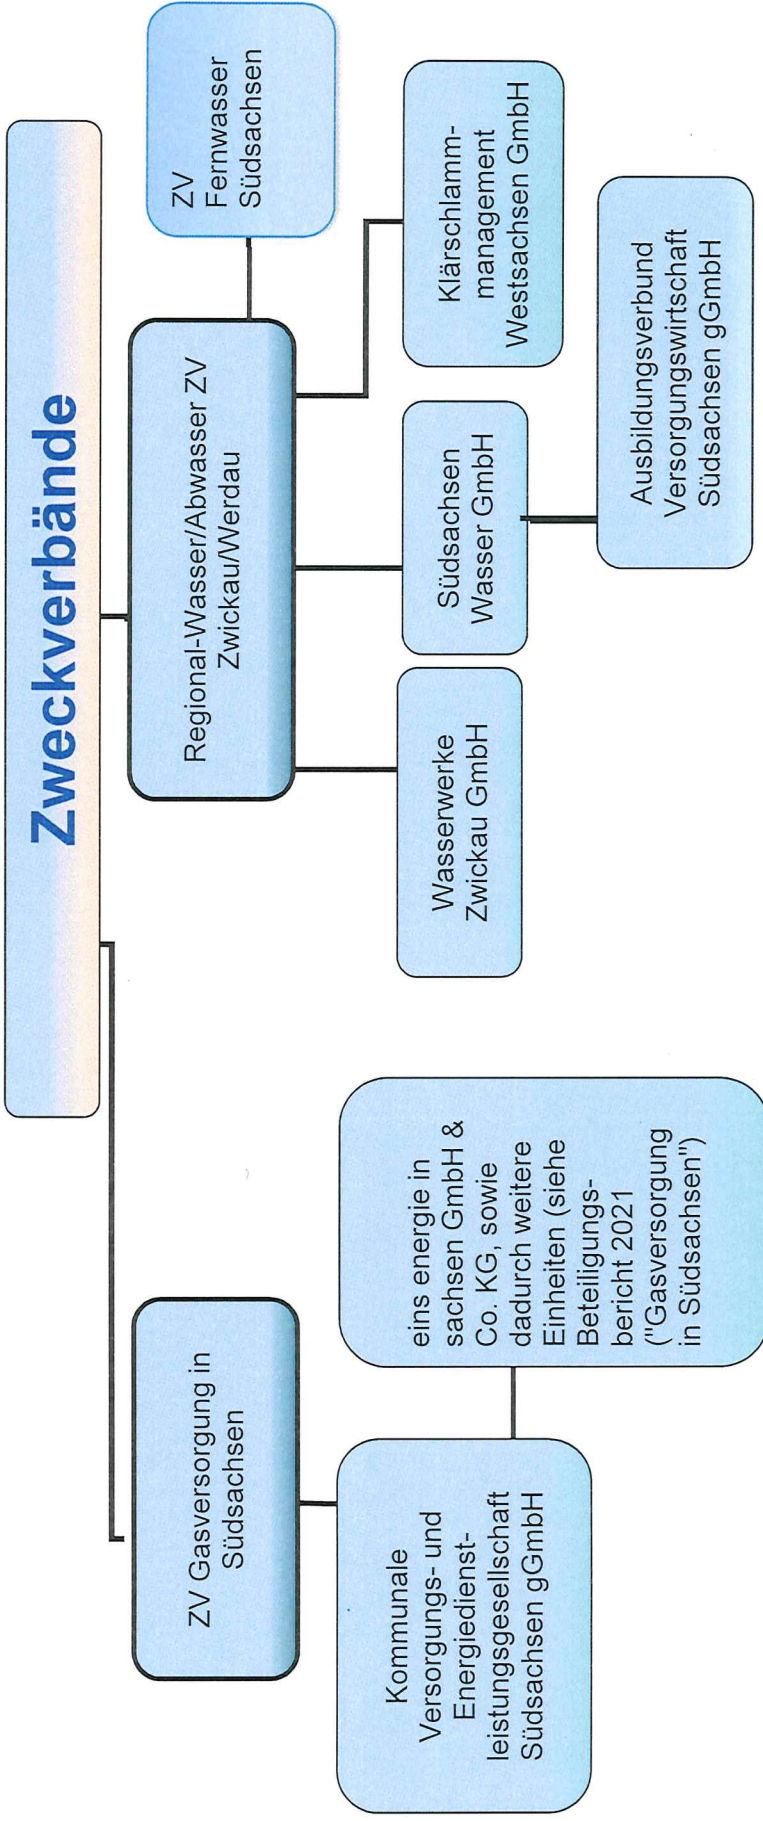 Zweckverbände
ZV Gasversorgung in
Südsachsen
Regional-Wasser/Abwasser ZV
Zwickau/Werdau
ZV
Fernwasser
Südsachsen
Kommunale
Versorgungs- und
Energiedienst-
leistungsgesellschaft
Südsachsen gGmbH
eins energie in
sachsen GmbH &
Co. KG, sowie
dadurch weitere
Einheiten (siehe
Beteiligungs-
bericht 2021
("Gasversorgung
in Südsachsen")
Wasserwerke
Zwickau GmbH
Südsachsen
Wasser GmbH
Klärschlamm-
management
Westsachsen GmbH
Ausbildungsverbund
Versorgungswirtschaft
Südsachsen gGmbH